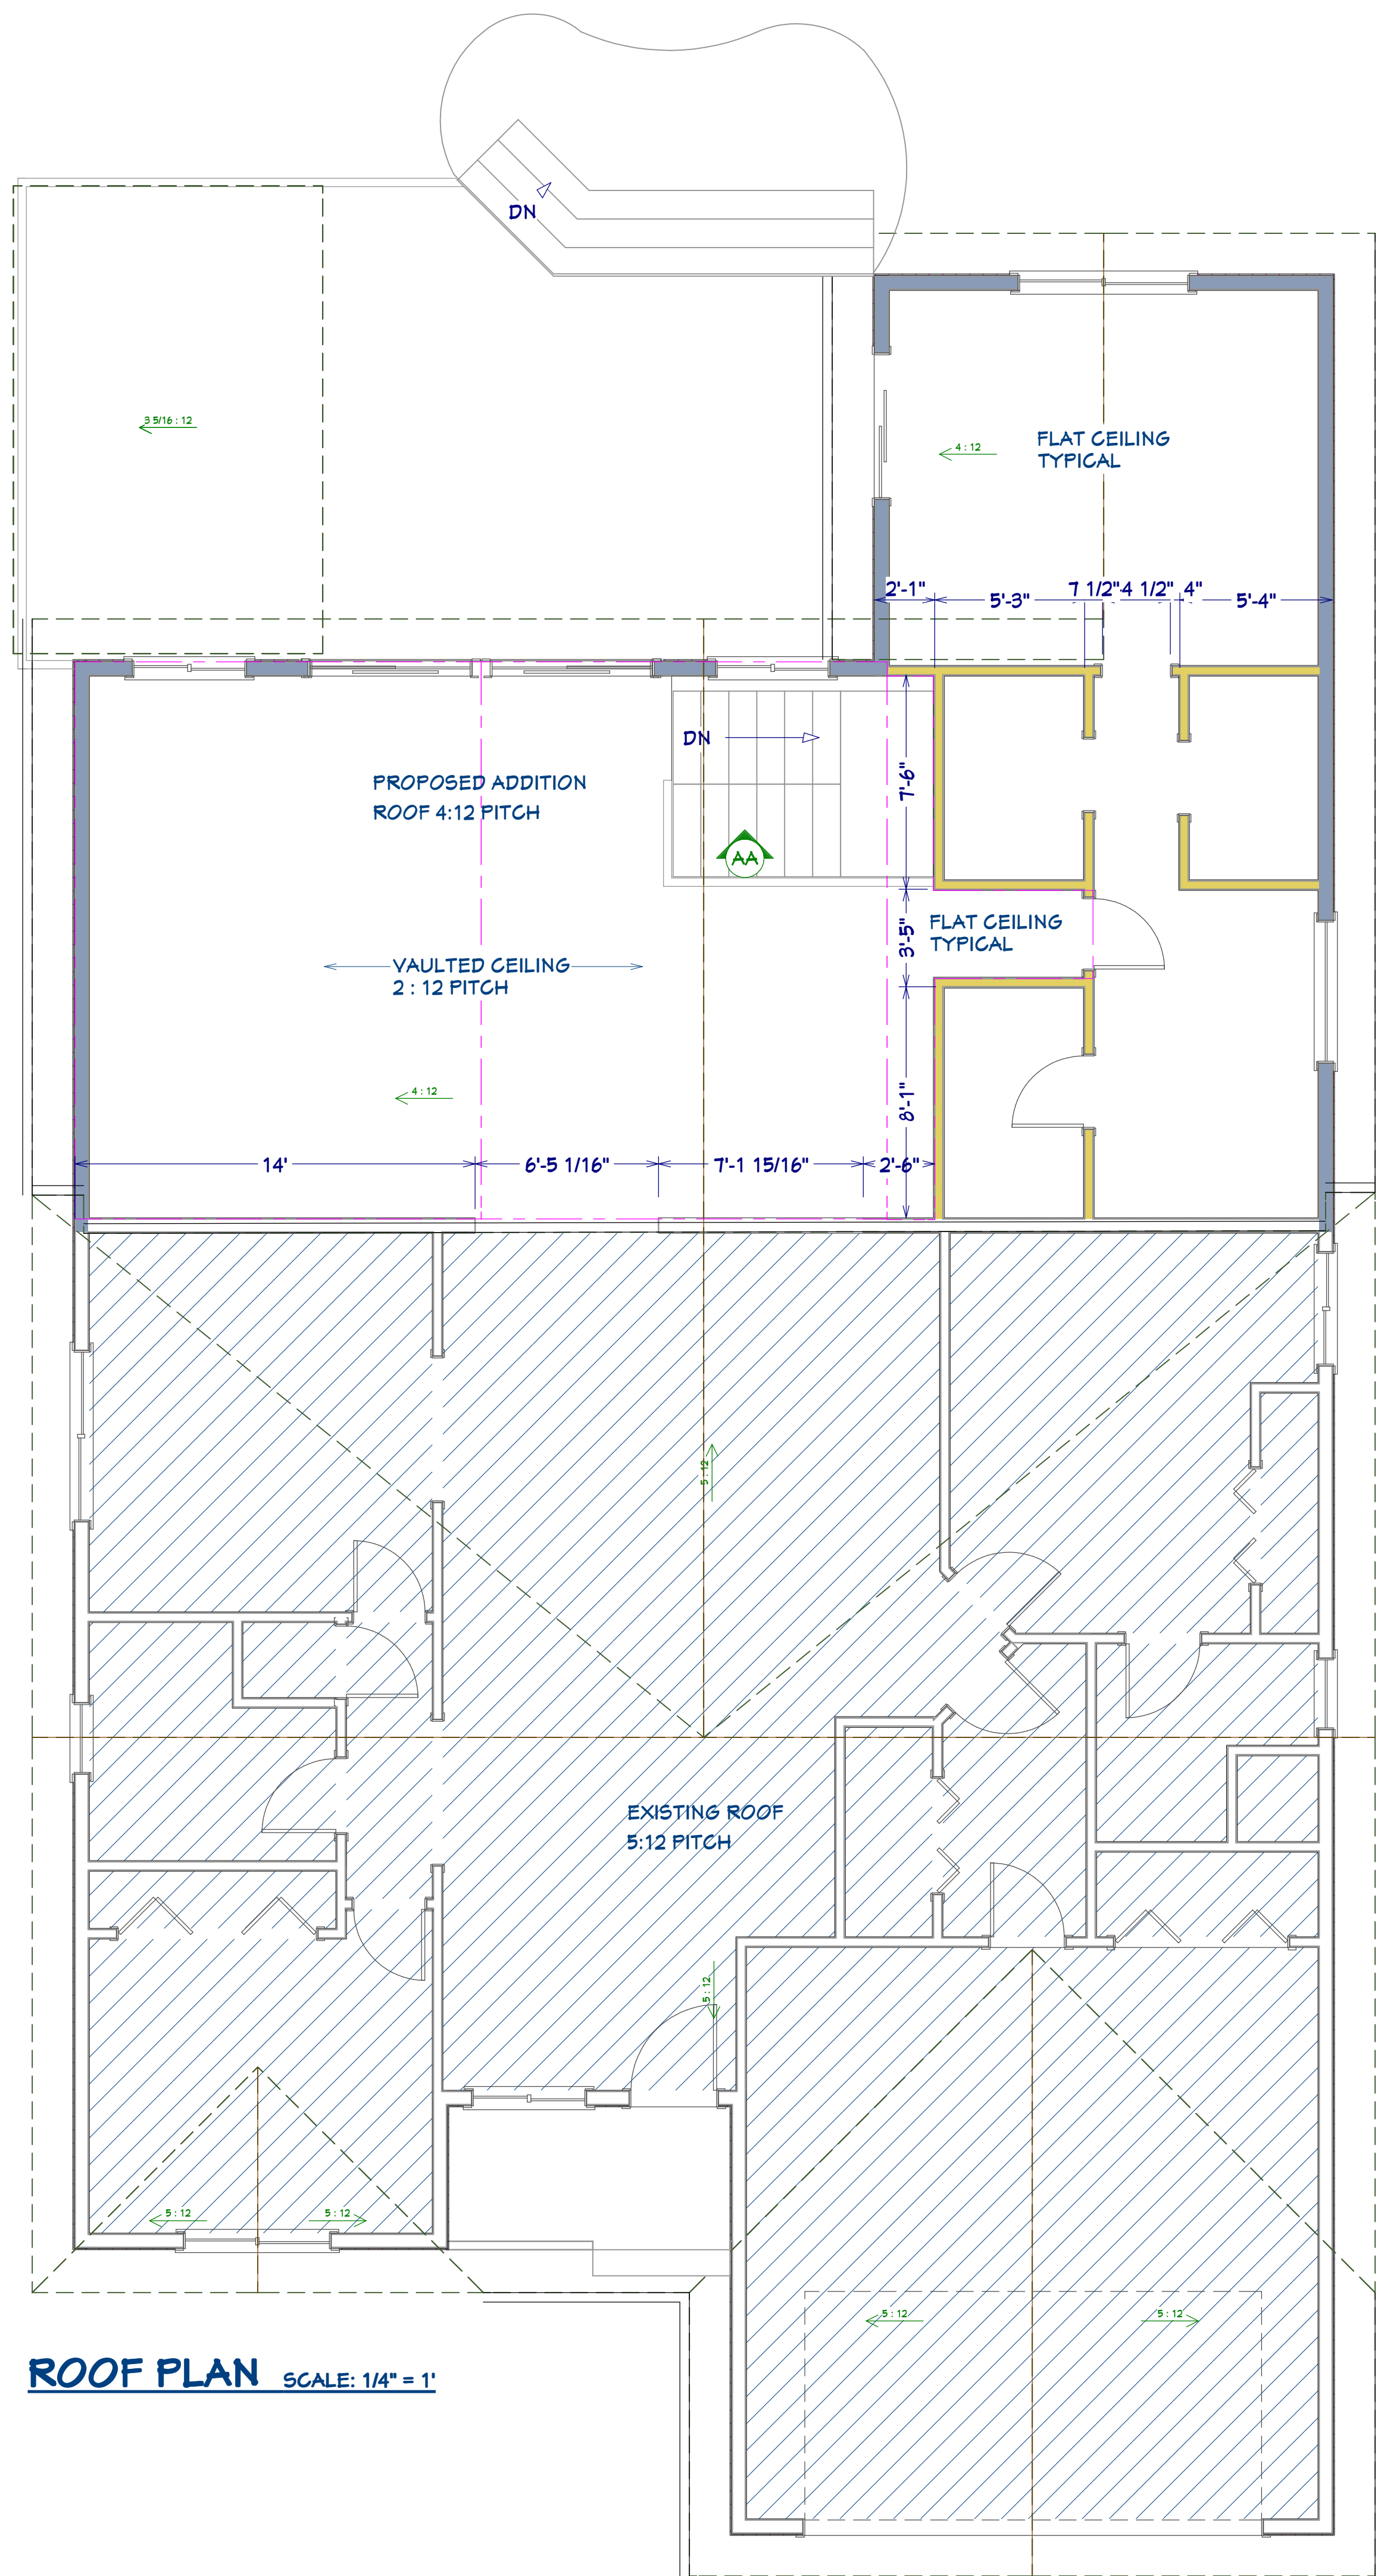 DN
3 5/16 : 12
4 : 12
FLAT CEILING
TYPICAL
2'-1"
5'-3"
7 1/2"
4 1/2"
4"
5'-4"
DN
7'-6"
PROPOSED ADDITION
ROOF 4:12 PITCH
AA
3'-5"
FLAT CEILING
TYPICAL
VAULTED CEILING
2 : 12 PITCH
4 : 12
8'-1"
14'
6'-5 1/16"
7'-1 15/16"
2'-6"
5 : 12
EXISTING ROOF
5:12 PITCH
5 : 12
5 : 12
5 : 12
5 : 12
5 : 12
ROOF PLAN SCALE: 1/4" = 1'